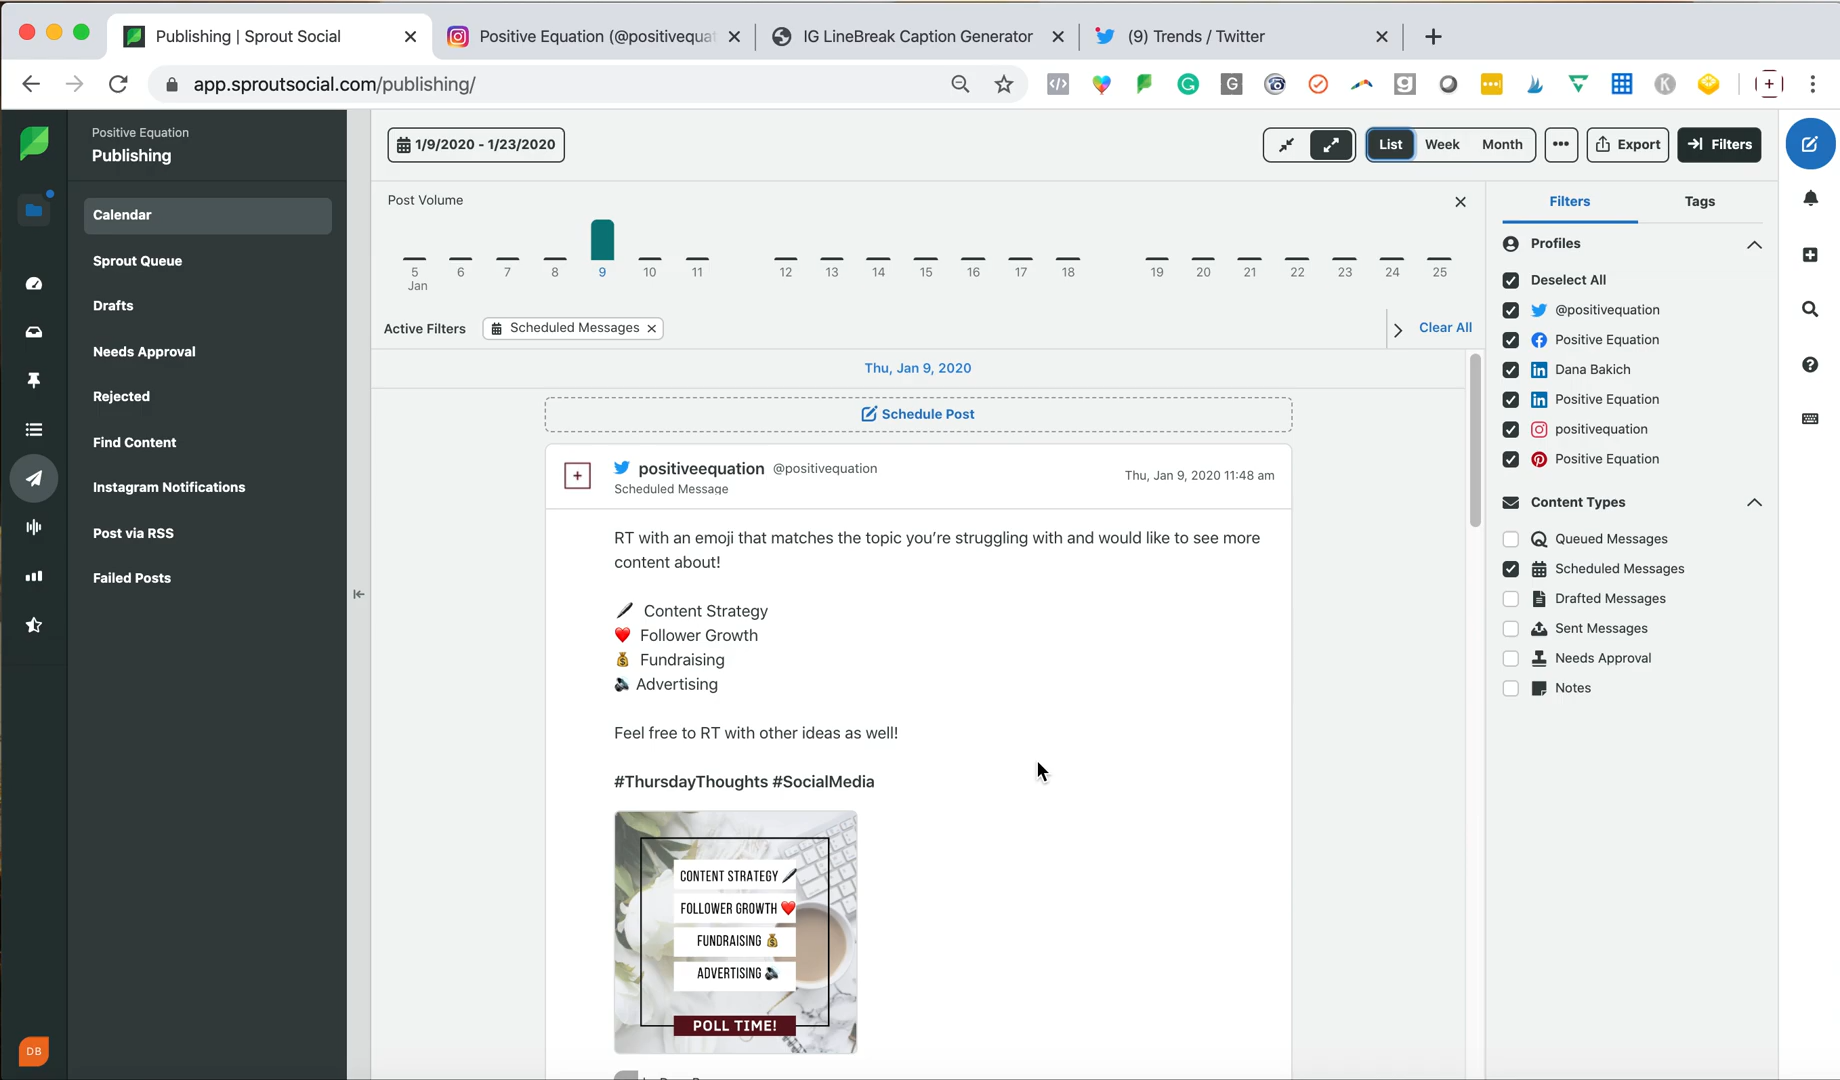 Publishing | Sprout Social
Positive Equation (@positivequat
IG LineBreak Caption Generator
(9) Trends / Twitter
app.sproutsocial.com/publishing/
Positive Equation
Publishing
Calendar
Sprout Queue
Drafts
Needs Approval
Rejected
Find Content
Instagram Notifications
Post via RSS
Failed Posts
DB
1/9/2020 - 1/23/2020
List
Week
Month
Export
Filters
Post Volume
5 6 7 8 9 10 11 12 13 14 15 16 17 18 19 20 21 22 23 24 25
Jan
Active Filters
Scheduled Messages
Clear All
Thu, Jan 9, 2020
Schedule Post
positiveequation @positivequation
Scheduled Message
Thu, Jan 9, 2020 11:48 am
RT with an emoji that matches the topic you're struggling with and would like to see more
content about!
🖊 Content Strategy
❤️ Follower Growth
💰 Fundraising
🔈 Advertising
Feel free to RT with other ideas as well!
#ThursdayThoughts #SocialMedia
CONTENT STRATEGY 🖊
FOLLOWER GROWTH ❤️
FUNDRAISING 💰
ADVERTISING 🔈
POLL TIME!
Filters
Tags
Profiles
Deselect All
@positivequation
Positive Equation
Dana Bakich
Positive Equation
positivequation
Positive Equation
Content Types
Queued Messages
Scheduled Messages
Drafted Messages
Sent Messages
Needs Approval
Notes